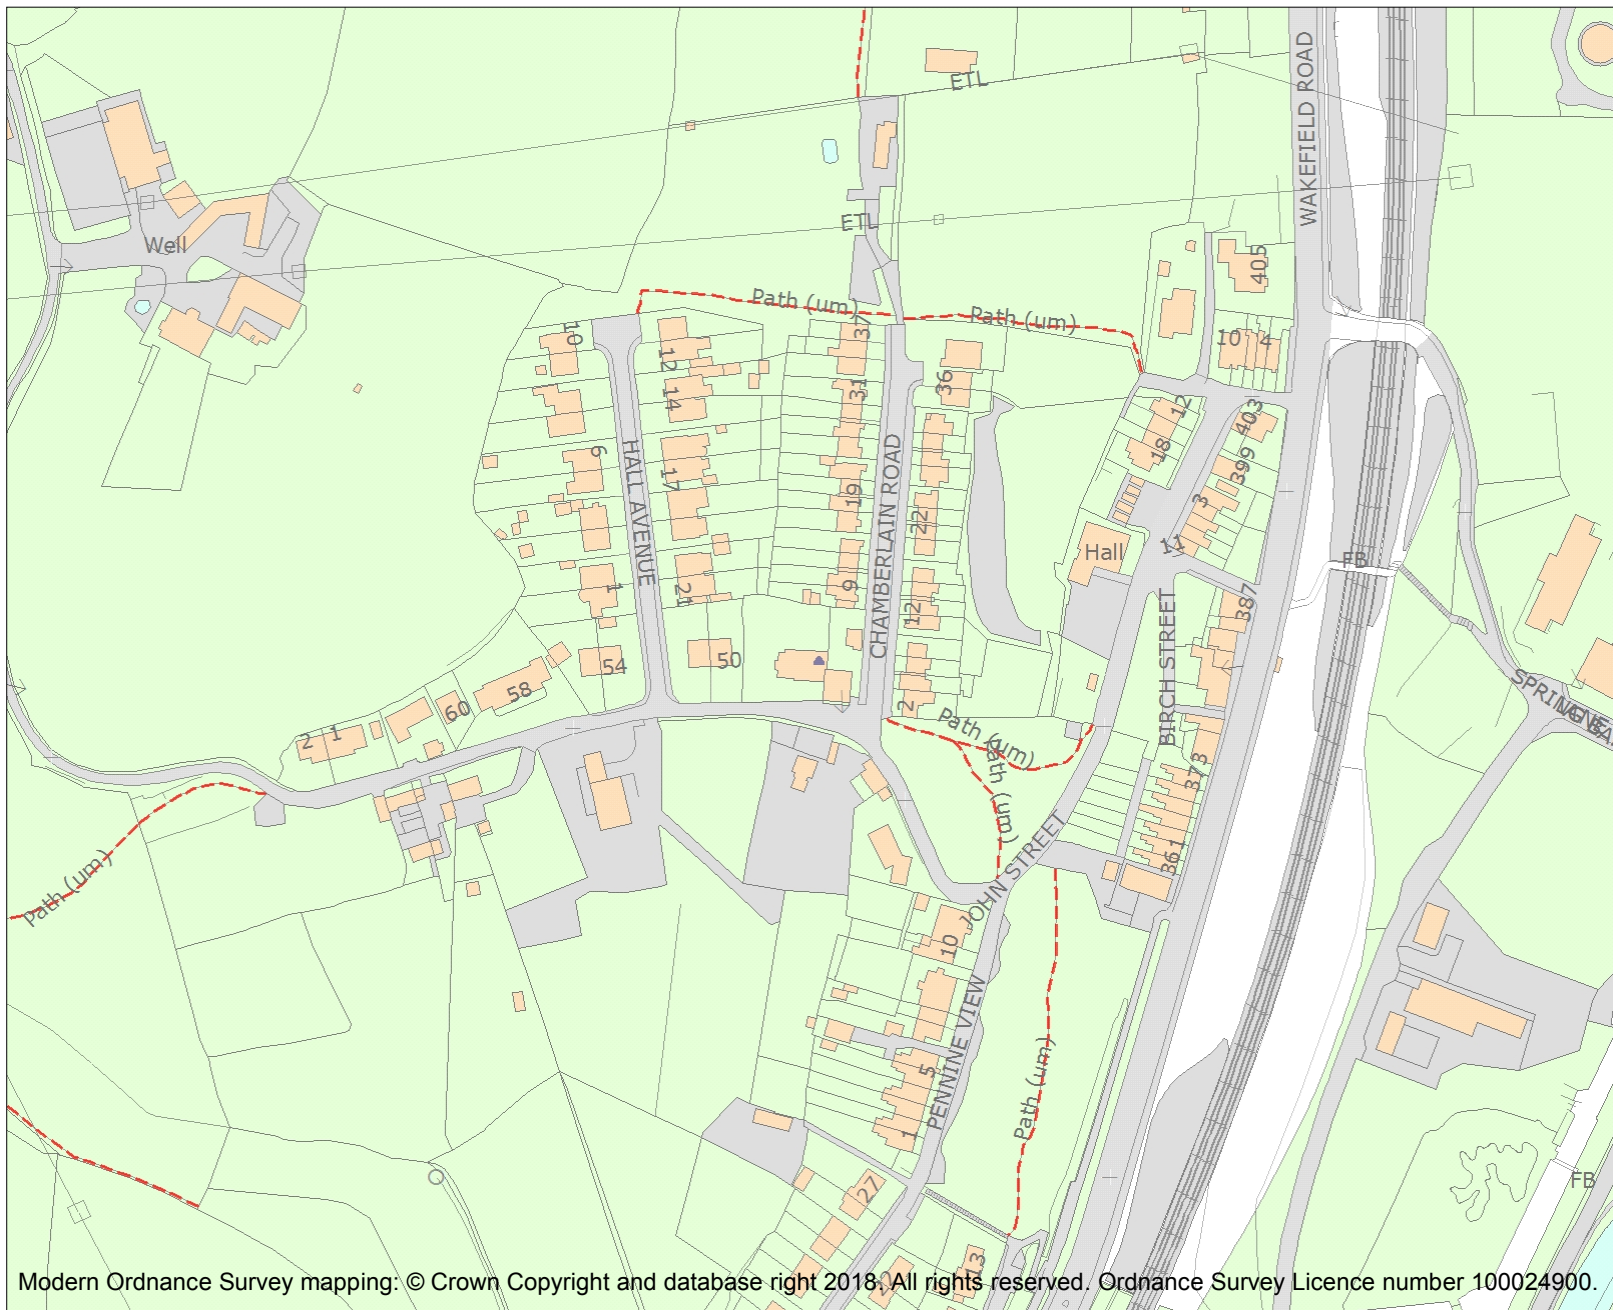 ETL
WAKEFIELD ROAD
ETL
Well
405
Path (um)
Path (um)
10
12
37
10
4
14
31
36
12
403
18
399
6
17
HALL AVENUE
19
CHAMBERLAIN ROAD
22
3
11
Hall
FB
1
21
9
12
387
BIRCH STREET
54
50
58
60
2
1
2
SPRING
Path (um)
Path (um)
373
361
JOHN STREET
Path (um)
10
PENNINE VIEW
5
1
Path (um)
27
FB
13
22
Modern Ordnance Survey mapping: © Crown Copyright and database right 2018, All rights reserved. Ordnance Survey Licence number 100024900.